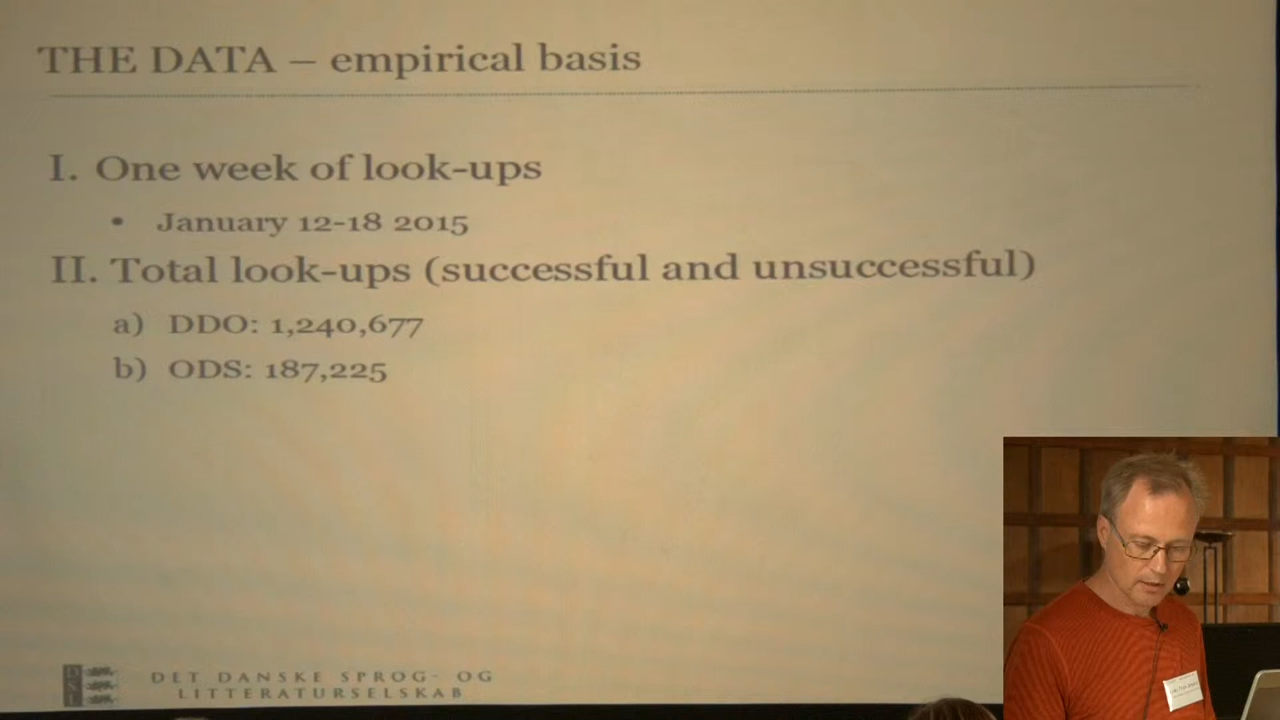 THE DATA – empirical basis
I. One week of look-ups
• January 12-18 2015
II. Total look-ups (successful and unsuccessful)
a) DDO: 1,240,677
b) ODS: 187,225
DSL
DET DANSKE SPROG- OG
LITTERATURSELSKAB